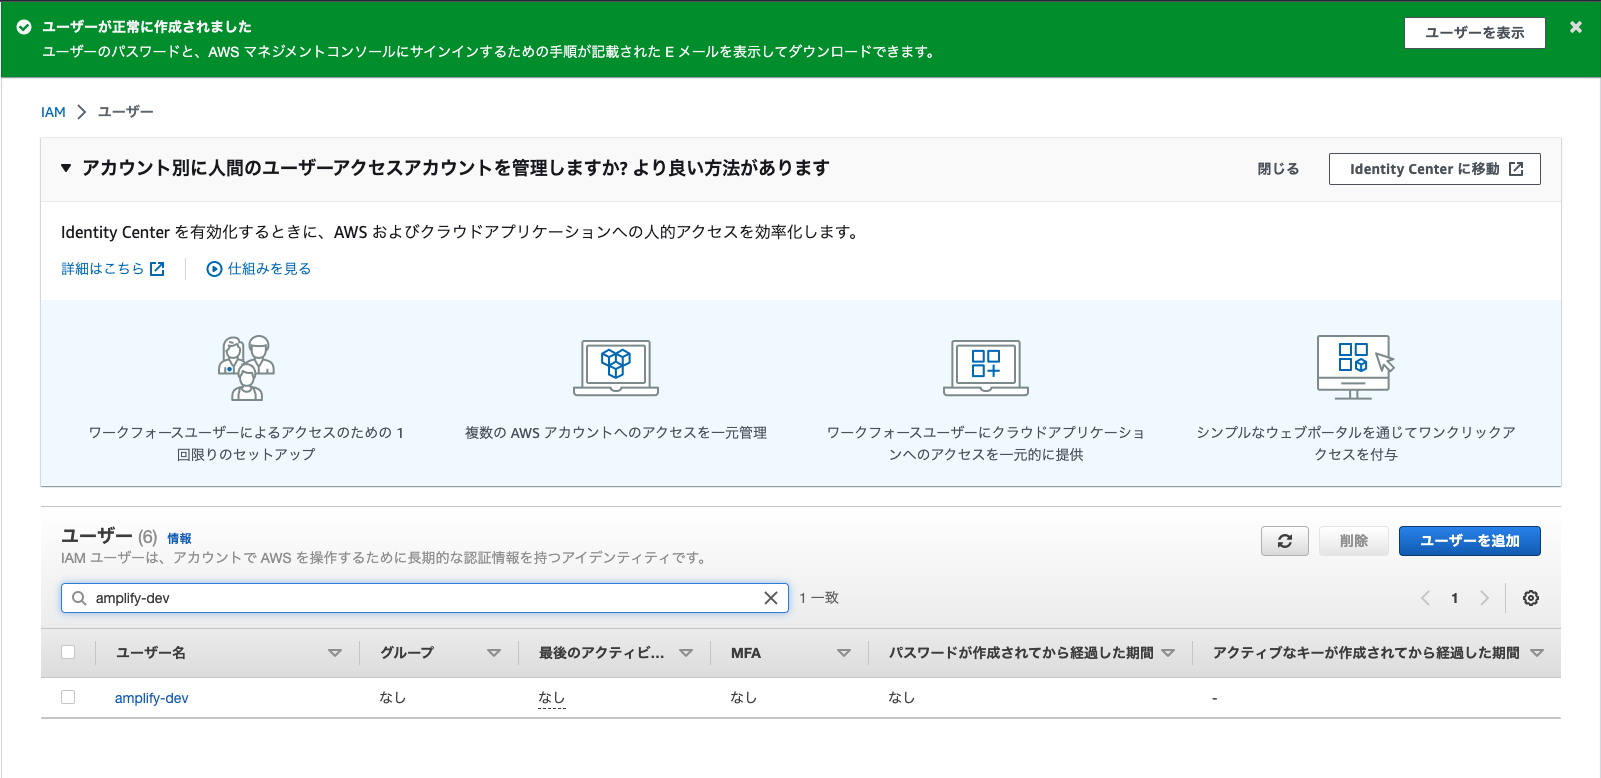 ユーザーが正常に作成されました
ユーザーを表示
ユーザーのパスワードと、AWS マネジメントコンソールにサインインするための手順が記載された E メールを表示してダウンロードできます。
IAM ユーザー
アカウント別に人間のユーザーアクセスアカウントを管理しますか? より良い方法があります
閉じる
Identity Center に移動
Identity Center を有効化するときに、AWS およびクラウドアプリケーションへの人的アクセスを効率化します。
詳細はこちら
仕組みを見る
ワークフォースユーザーによるアクセスのための 1
回限りのセットアップ
複数の AWS アカウントへのアクセスを一元管理
ワークフォースユーザーにクラウドアプリケーショ
ンへのアクセスを一元的に提供
シンプルなウェブポータルを通じてワンクリックア
クセスを付与
ユーザー (6) 情報
IAM ユーザーは、アカウントで AWS を操作するために長期的な認証情報を持つアイデンティティです。
削除
ユーザーを追加
amplify-dev
1 一致
1
ユーザー名 グループ 最後のアクティビ... MFA パスワードが作成されてから経過した期間 アクティブなキーが作成されてから経過した期間
amplify-dev なし なし なし なし -